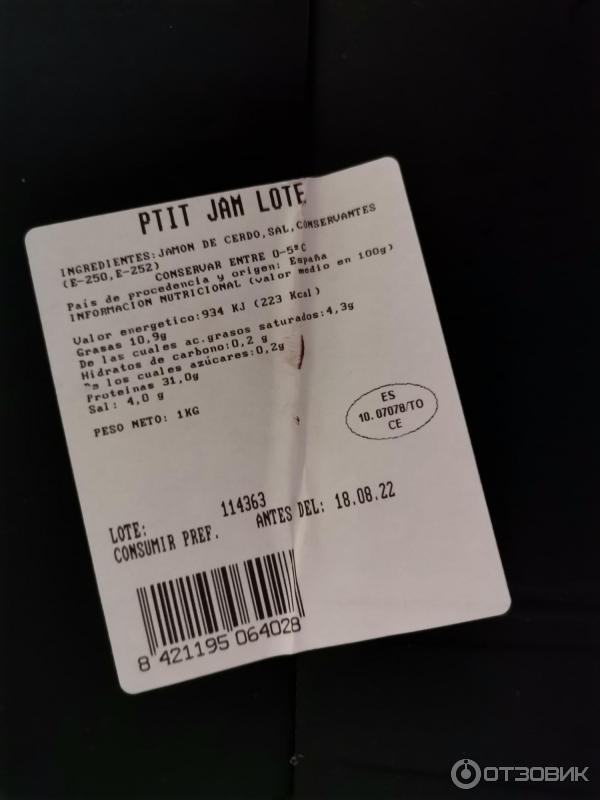 PTIT JAM LOTE
INGREDIENTES:JAMON DE CERDO,SAL,CONSERVANTES
(E-250,E-252)
CONSERVAR ENTRE 0-5ºC
Pais de procedencia y origen: España
INFORMACION NUTRICIONAL (valor medio en 100g)
Valor energetico:934 KJ (223 Kcal)
Grasas 10,9g
De las cuales ac.grasos saturados:4,3g
Hidratos de carbono:0,2 g
los cuales azúcares:0,2g
Proteinas 31,0g
Sal: 4,0 g
PESO NETO: 1KG
ES
10.07078/TO
CE
LOTE: 114363
CONSUMIR PREF. ANTES DEL: 18.08.22
8 421195 064028
ОТЗОВИК